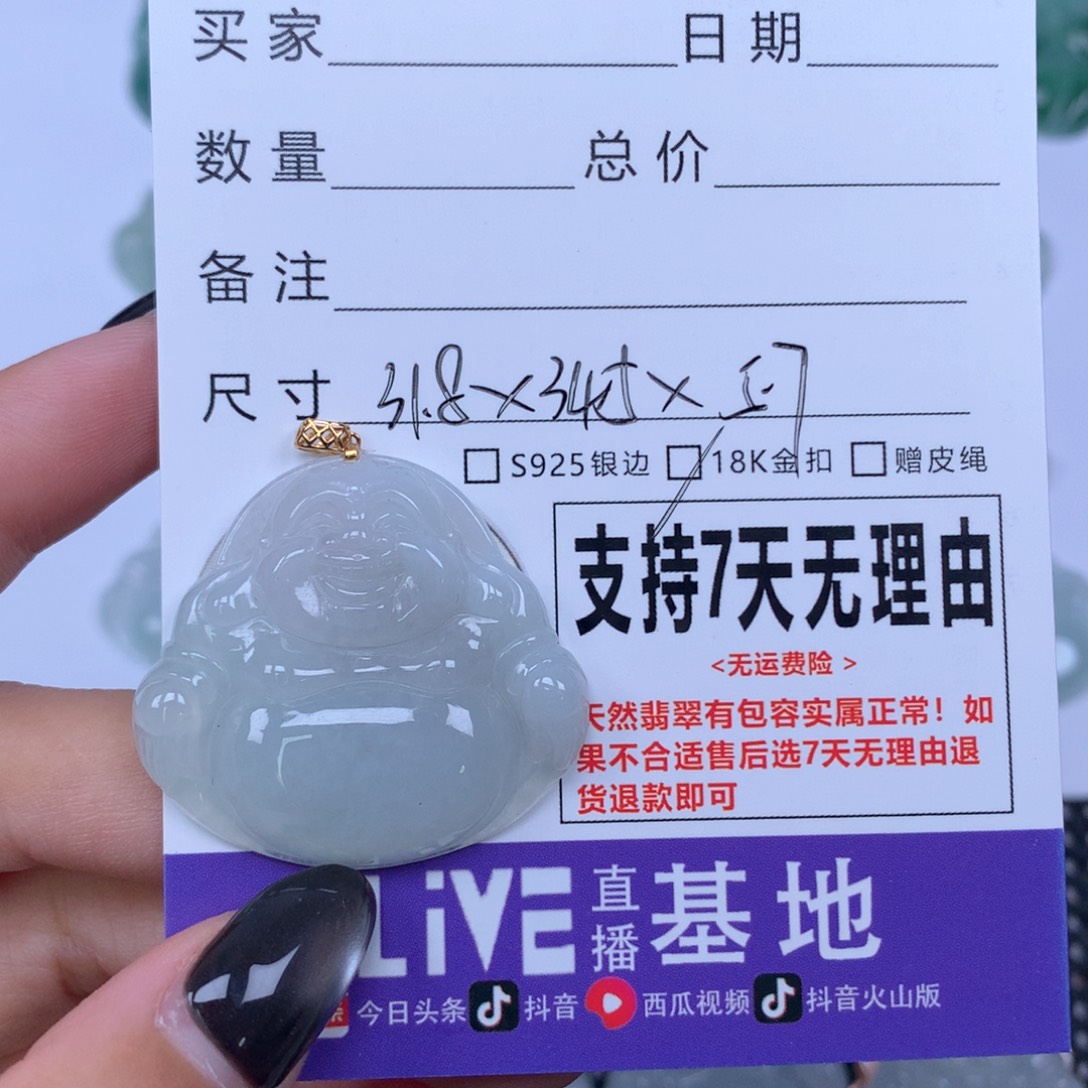 买家 日期
数量 总价
备注
尺寸 31.8×34.5×
S925银边 18K金扣 赠皮绳
支持7天无理由
<无运费险 >
天然翡翠有包容实属正常！如
果不合适售后选7天无理由退
货退款即可
LiVE 直播 基地
今日头条 抖音 西瓜视频 抖音火山版